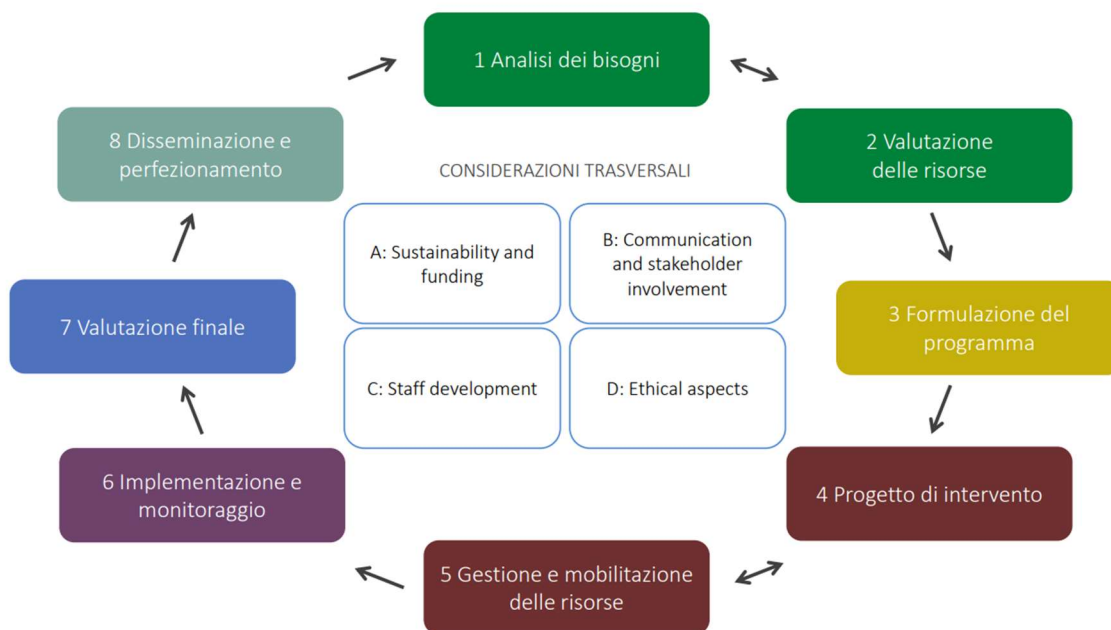 1 Analisi dei bisogni
2 Valutazione
delle risorse
3 Formulazione del
programma
4 Progetto di intervento
5 Gestione e mobilitazione
delle risorse
6 Implementazione e
monitoraggio
7 Valutazione finale
8 Disseminazione e
perfezionamento
CONSIDERAZIONI TRASVERSALI
A: Sustainability and
funding
B: Communication
and stakeholder
involvement
C: Staff development
D: Ethical aspects